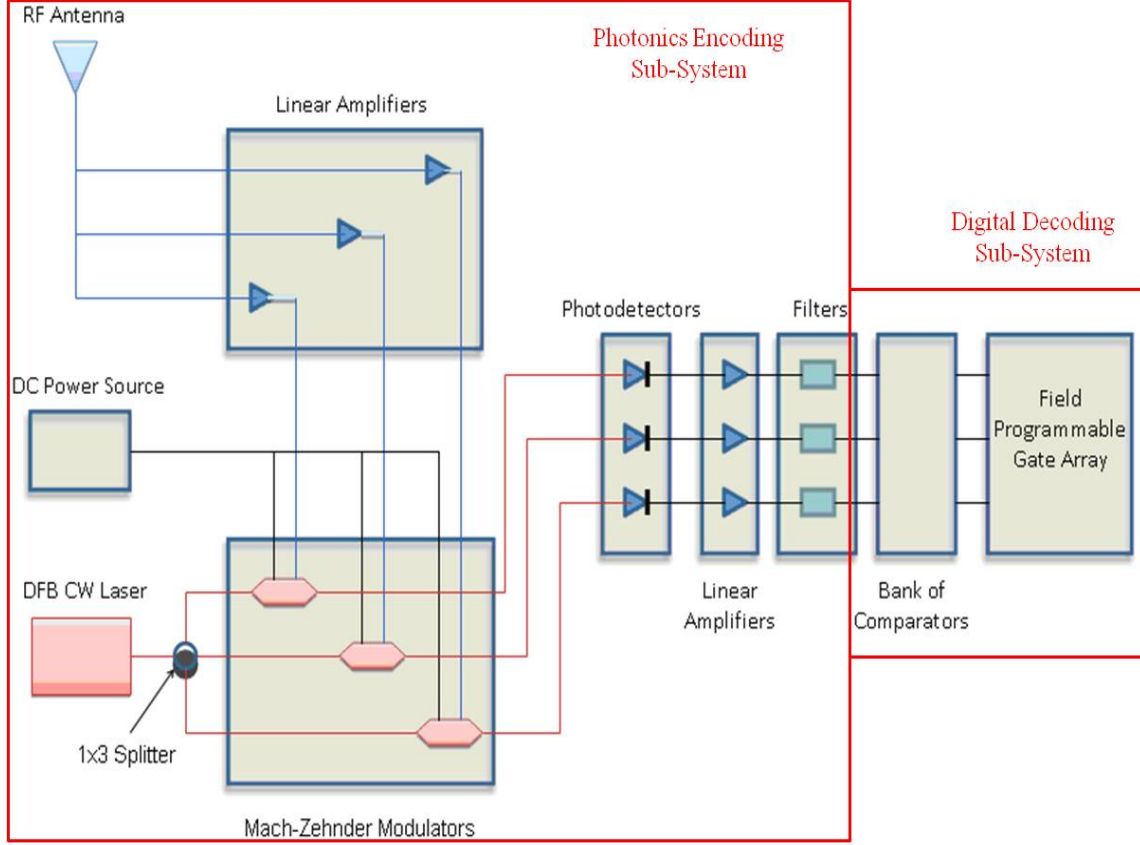 RF Antenna
Photonics Encoding
Sub-System
Linear Amplifiers
Digital Decoding
Sub-System
Photodetectors
Filters
DC Power Source
Field
Programmable
Gate Array
DFB CW Laser
Linear
Amplifiers
Bank of
Comparators
1x3 Splitter
Mach-Zehnder Modulators